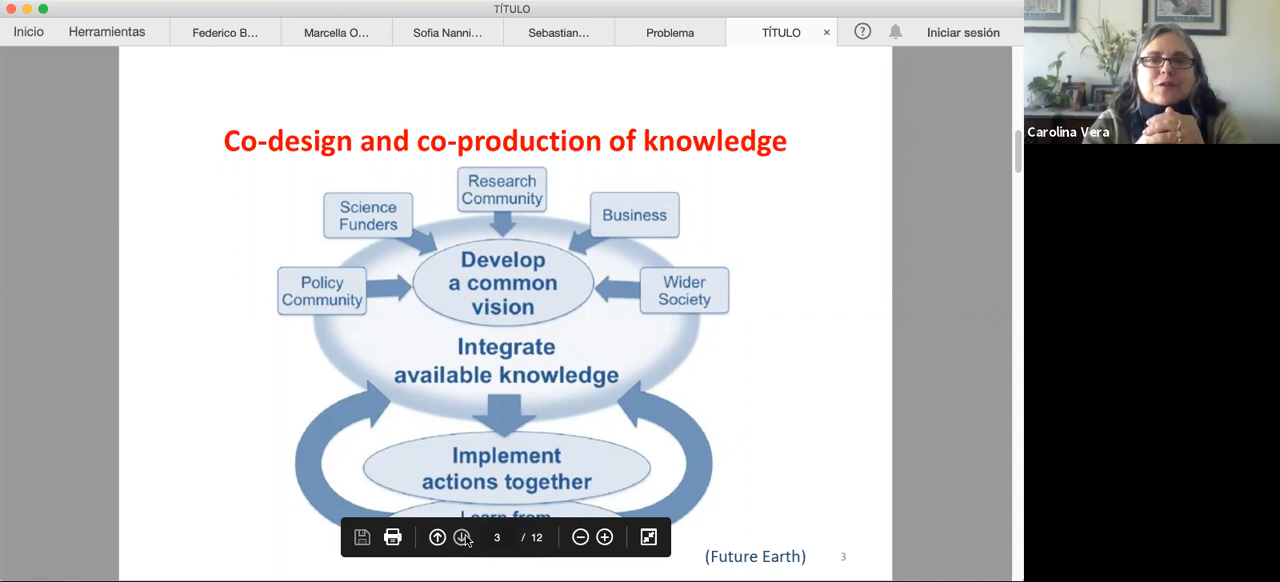 TÍTULO
Inicio
Herramientas
Federico B...
Marcella O...
Sofia Nanni...
Sebastian...
Problema
TÍTULO
×
?
Iniciar sesión
Carolina Vera
Co-design and co-production of knowledge
Research
Community
Science
Funders
Business
Policy
Community
Develop
a common
vision
Wider
Society
Integrate
available knowledge
Implement
actions together
Learn from
3 / 12
(Future Earth)
3